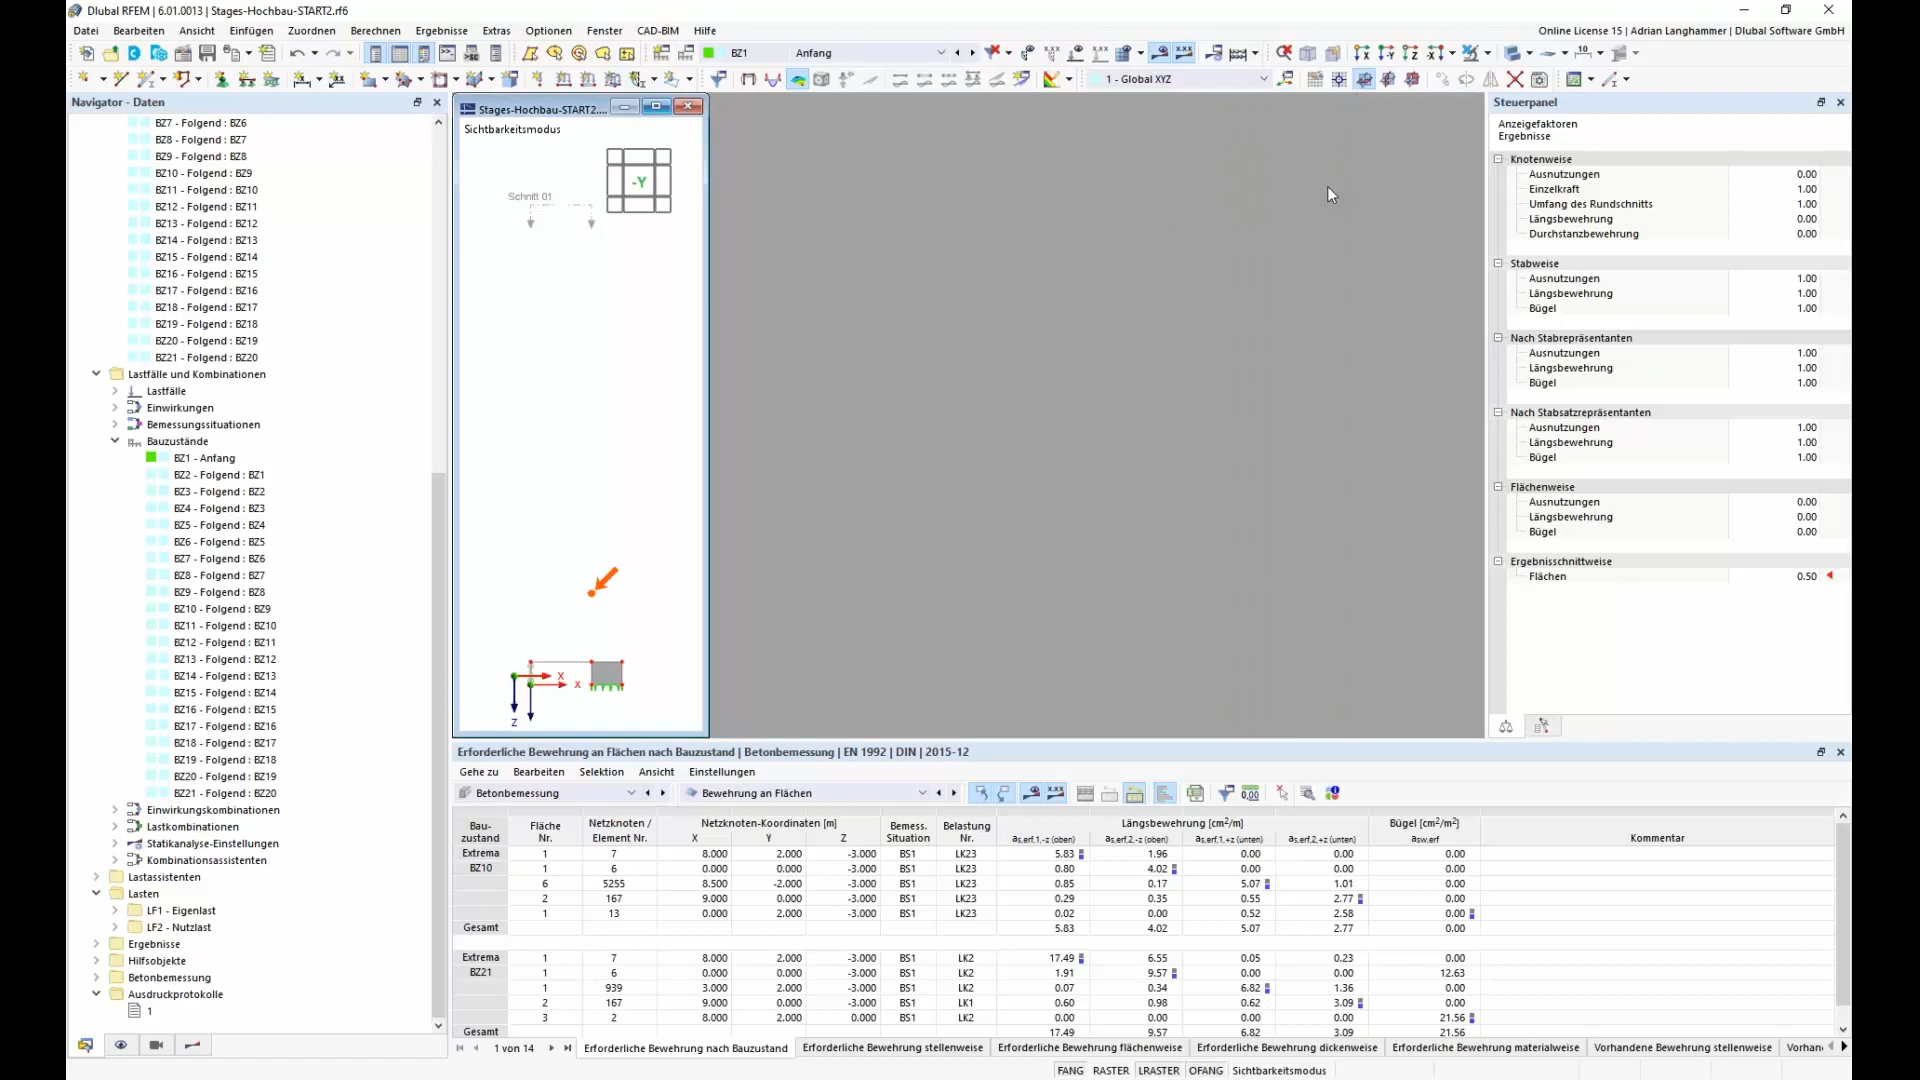 Dlubal RFEM | 6.01.0013 | Stages-Hochbau-START2.rf6
Datei Bearbeiten Ansicht Einfügen Zuordnen Berechnen Ergebnisse Extras Optionen Fenster CAD-BIM Hilfe
Online License 15 | Adrian Langhammer | Dlubal Software GmbH
BZ1 Anfang
1 - Global XYZ
Navigator - Daten
BZ7 - Folgend : BZ6
BZ8 - Folgend : BZ7
BZ9 - Folgend : BZ8
BZ10 - Folgend : BZ9
BZ11 - Folgend : BZ10
BZ12 - Folgend : BZ11
BZ13 - Folgend : BZ12
BZ14 - Folgend : BZ13
BZ15 - Folgend : BZ14
BZ16 - Folgend : BZ15
BZ17 - Folgend : BZ16
BZ18 - Folgend : BZ17
BZ19 - Folgend : BZ18
BZ20 - Folgend : BZ19
BZ21 - Folgend : BZ20
Lastfälle und Kombinationen
Lastfälle
Einwirkungen
Bemessungssituationen
Bauzustände
BZ1 - Anfang
BZ2 - Folgend : BZ1
BZ3 - Folgend : BZ2
BZ4 - Folgend : BZ3
BZ5 - Folgend : BZ4
BZ6 - Folgend : BZ5
BZ7 - Folgend : BZ6
BZ8 - Folgend : BZ7
BZ9 - Folgend : BZ8
BZ10 - Folgend : BZ9
BZ11 - Folgend : BZ10
BZ12 - Folgend : BZ11
BZ13 - Folgend : BZ12
BZ14 - Folgend : BZ13
BZ15 - Folgend : BZ14
BZ16 - Folgend : BZ15
BZ17 - Folgend : BZ16
BZ18 - Folgend : BZ17
BZ19 - Folgend : BZ18
BZ20 - Folgend : BZ19
BZ21 - Folgend : BZ20
Einwirkungskombinationen
Lastkombinationen
Statikanalyse-Einstellungen
Kombinationsassistenten
Lastassistenten
Lasten
LF1 - Eigenlast
LF2 - Nutzlast
Ergebnisse
Hilfsobjekte
Betonbemessung
Ausdruckprotokolle
1
Stages-Hochbau-START2....
Sichtbarkeitsmodus
-Y
Schnitt 01
X
X
Z
Steuerpanel
Anzeigefaktoren
Ergebnisse
Knotenweise
Ausnutzungen 0.00
Einzelkraft 1.00
Umfang des Rundschnitts 1.00
Längsbewehrung 0.00
Durchstanzbewehrung 0.00
Stabweise
Ausnutzungen 1.00
Längsbewehrung 1.00
Bügel 1.00
Nach Stabrepräsentanten
Ausnutzungen 1.00
Längsbewehrung 1.00
Bügel 1.00
Nach Stabsatzrepräsentanten
Ausnutzungen 1.00
Längsbewehrung 1.00
Bügel 1.00
Flächenweise
Ausnutzungen 0.00
Längsbewehrung 0.00
Bügel 0.00
Ergebnisschnittweise
Flächen 0.50
Erforderliche Bewehrung an Flächen nach Bauzustand | Betonbemessung | EN 1992 | DIN | 2015-12
Gehe zu Bearbeiten Selektion Ansicht Einstellungen
Betonbemessung Bewehrung an Flächen
Bau- Fläche Netzknoten / Netzknoten-Koordinaten [m] Bemess. Belastung Längsbewehrung [cm²/m] Bügel [cm²/m²]
zustand Nr. Element Nr. X Y Z Situation Nr. as,erf,1,-z (oben) as,erf,2,-z (oben) as,erf,1,+z (unten) as,erf,2,+z (unten) asw,erf Kommentar
Extrema 1 7 8.000 2.000 -3.000 BS1 LK23 5.83 1.96 0.00 0.00 0.00
BZ10 1 6 0.000 0.000 -3.000 BS1 LK23 0.80 4.02 0.00 0.00 0.00
6 5255 8.500 -2.000 -3.000 BS1 LK23 0.85 0.17 5.07 1.01 0.00
2 167 9.000 0.000 -3.000 BS1 LK23 0.29 0.35 0.55 2.77 0.00
1 13 0.000 2.000 -3.000 BS1 LK23 0.02 0.00 0.52 2.58 0.00
Gesamt 5.83 4.02 5.07 2.77 0.00
Extrema 1 7 8.000 2.000 -3.000 BS1 LK2 17.49 6.55 0.05 0.23 0.00
BZ21 1 6 0.000 0.000 -3.000 BS1 LK2 1.91 9.57 0.00 0.00 12.63
1 939 3.000 2.000 -3.000 BS1 LK2 0.07 0.34 6.82 1.36 0.00
2 167 9.000 0.000 -3.000 BS1 LK1 0.60 0.98 0.62 3.09 0.00
3 2 8.000 2.000 0.000 BS1 LK2 0.00 0.00 0.00 0.00 21.56
Gesamt 17.49 9.57 6.82 3.09 21.56
1 von 14 Erforderliche Bewehrung nach Bauzustand Erforderliche Bewehrung stellenweise Erforderliche Bewehrung flächenweise Erforderliche Bewehrung dickenweise Erforderliche Bewehrung materialweise Vorhandene Bewehrung stellenweise Vorhan
FANG RASTER LRASTER OFANG Sichtbarkeitsmodus